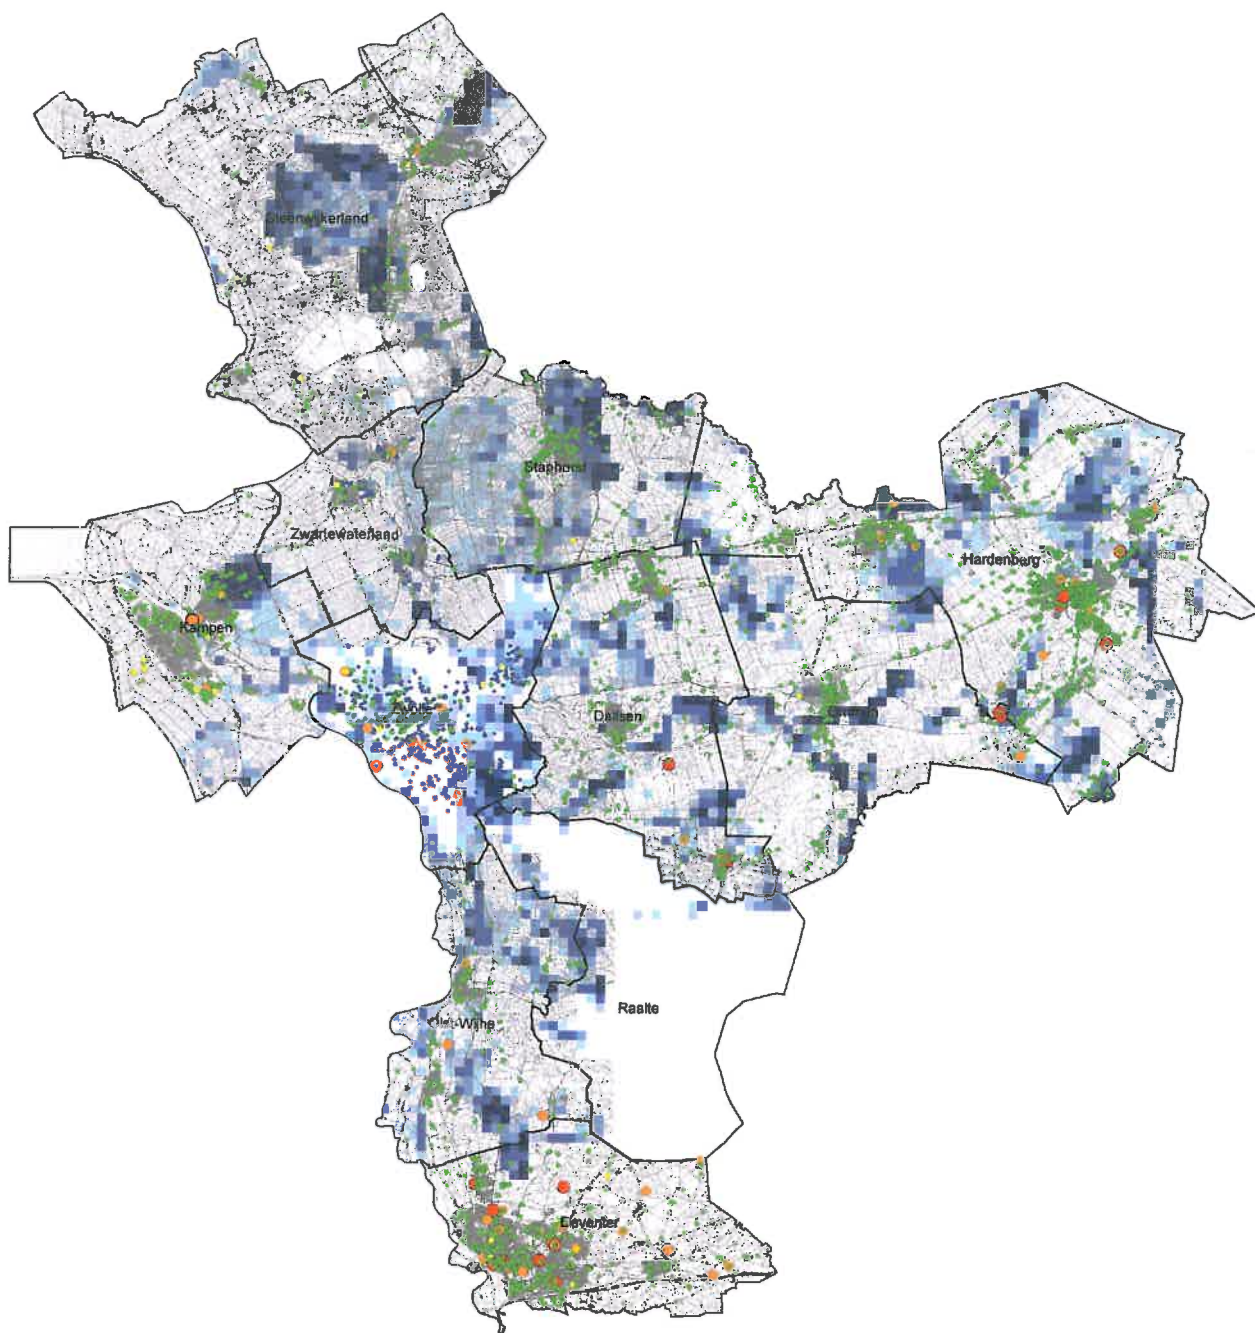 Steenwijkerland
Staphorst
Zwartewaterland
Hardenberg
Kampen
Zwolle
Dalfsen
Raalte
Olst-Wijhe
Deventer